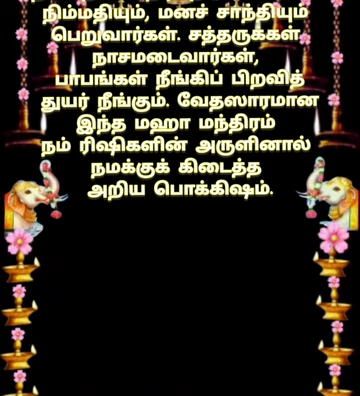 நிம்மதியும், மனச் சாந்தியும்
பெறுவார்கள். சத்தருக்கள்
நாசமடைவார்கள்,
பாபங்கள் நீங்கிப் பிறவித்
துயர் நீங்கும். வேதஸாரமான
இந்த மஹா மந்திரம்
நம் ரிஷிகளின் அருளினால்
நமக்குக் கிடைத்த
அறிய பொக்கிஷம்.